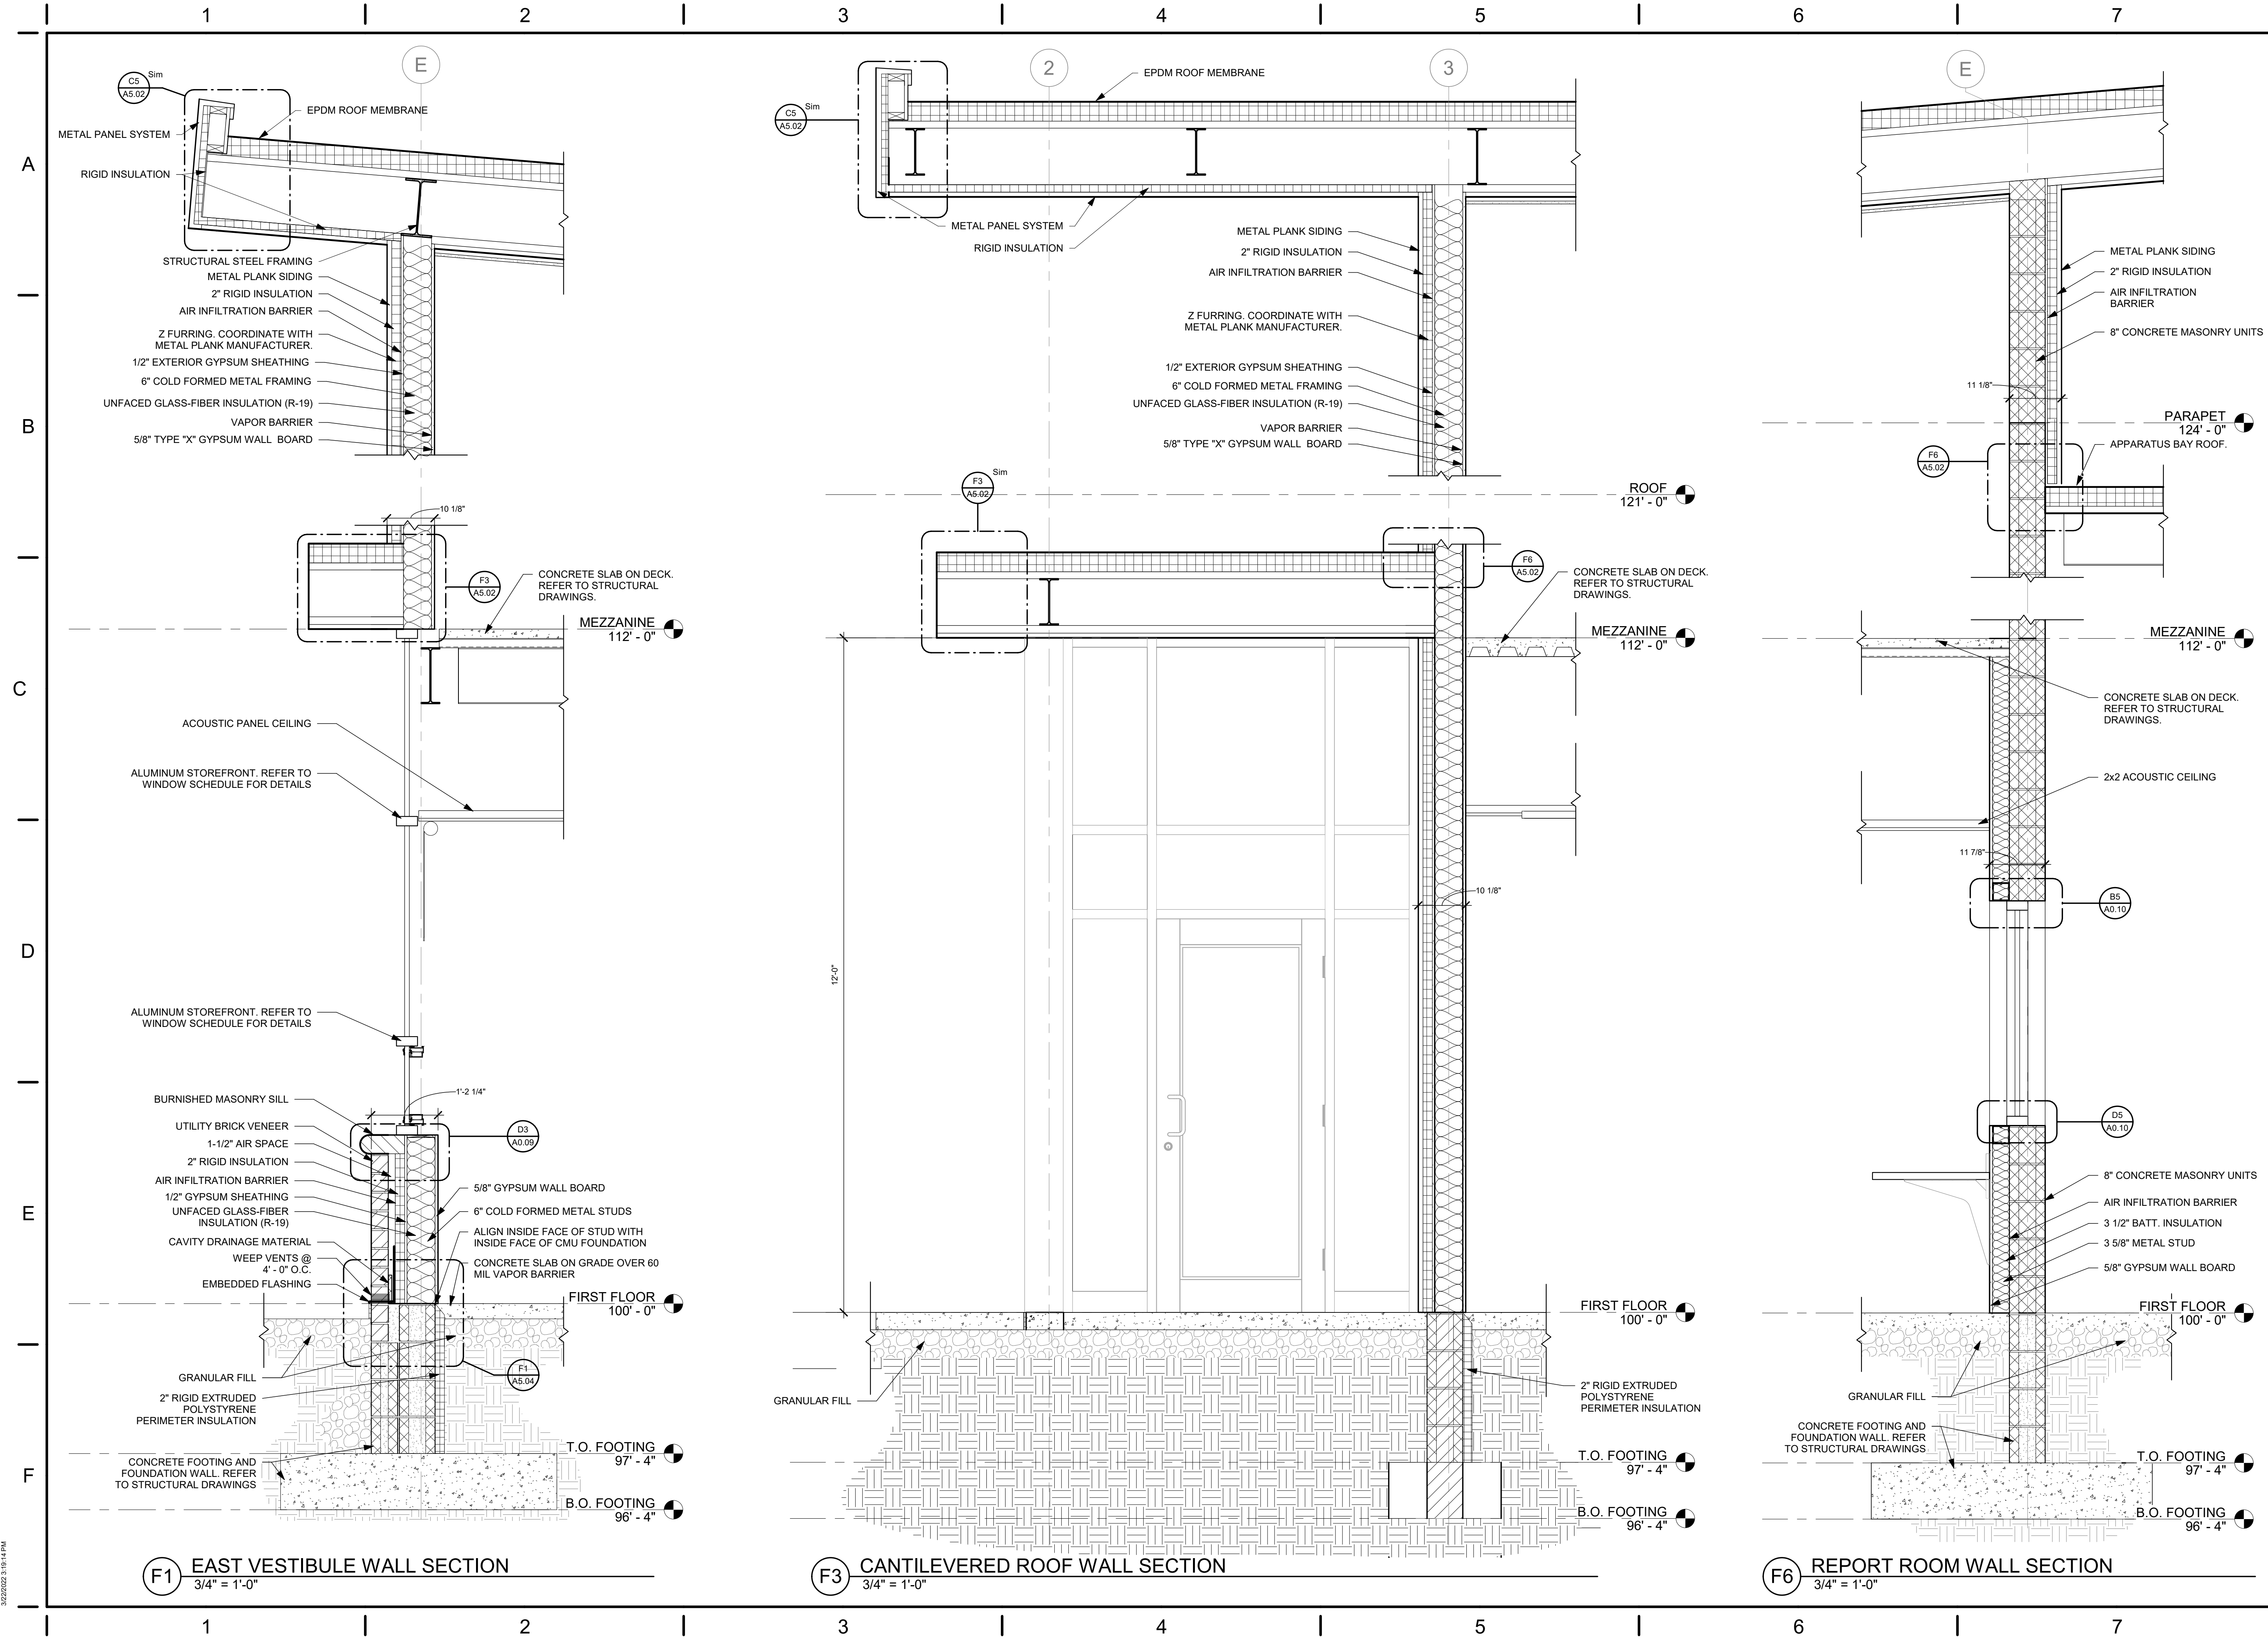 1 2 3 4 5 6 7
A
B
C
D
E
F
C5
A5.02
Sim
E
EPDM ROOF MEMBRANE
METAL PANEL SYSTEM
RIGID INSULATION
STRUCTURAL STEEL FRAMING
METAL PLANK SIDING
2" RIGID INSULATION
AIR INFILTRATION BARRIER
Z FURRING. COORDINATE WITH
METAL PLANK MANUFACTURER.
1/2" EXTERIOR GYPSUM SHEATHING
6" COLD FORMED METAL FRAMING
UNFACED GLASS-FIBER INSULATION (R-19)
VAPOR BARRIER
5/8" TYPE "X" GYPSUM WALL BOARD
10 1/8"
F3
A5.02
CONCRETE SLAB ON DECK.
REFER TO STRUCTURAL
DRAWINGS.
MEZZANINE
112' - 0"
ACOUSTIC PANEL CEILING
ALUMINUM STOREFRONT. REFER TO
WINDOW SCHEDULE FOR DETAILS
ALUMINUM STOREFRONT. REFER TO
WINDOW SCHEDULE FOR DETAILS
1'-2 1/4"
BURNISHED MASONRY SILL
UTILITY BRICK VENEER
1-1/2" AIR SPACE
2" RIGID INSULATION
AIR INFILTRATION BARRIER
1/2" GYPSUM SHEATHING
UNFACED GLASS-FIBER
INSULATION (R-19)
CAVITY DRAINAGE MATERIAL
WEEP VENTS @
4' - 0" O.C.
EMBEDDED FLASHING
D3
A0.09
5/8" GYPSUM WALL BOARD
6" COLD FORMED METAL STUDS
ALIGN INSIDE FACE OF STUD WITH
INSIDE FACE OF CMU FOUNDATION
CONCRETE SLAB ON GRADE OVER 60
MIL VAPOR BARRIER
FIRST FLOOR
100' - 0"
F1
A5.04
GRANULAR FILL
2" RIGID EXTRUDED
POLYSTYRENE
PERIMETER INSULATION
CONCRETE FOOTING AND
FOUNDATION WALL. REFER
TO STRUCTURAL DRAWINGS
T.O. FOOTING
97' - 4"
B.O. FOOTING
96' - 4"
F1
EAST VESTIBULE WALL SECTION
3/4" = 1'-0"
C5
A5.02
Sim
2
3
EPDM ROOF MEMBRANE
METAL PANEL SYSTEM
RIGID INSULATION
METAL PLANK SIDING
2" RIGID INSULATION
AIR INFILTRATION BARRIER
Z FURRING. COORDINATE WITH
METAL PLANK MANUFACTURER.
1/2" EXTERIOR GYPSUM SHEATHING
6" COLD FORMED METAL FRAMING
UNFACED GLASS-FIBER INSULATION (R-19)
VAPOR BARRIER
5/8" TYPE "X" GYPSUM WALL BOARD
F3
A5.02
Sim
ROOF
121' - 0"
F6
A5.02
CONCRETE SLAB ON DECK.
REFER TO STRUCTURAL
DRAWINGS.
MEZZANINE
112' - 0"
12'-0"
10 1/8"
FIRST FLOOR
100' - 0"
GRANULAR FILL
2" RIGID EXTRUDED
POLYSTYRENE
PERIMETER INSULATION
T.O. FOOTING
97' - 4"
B.O. FOOTING
96' - 4"
F3
CANTILEVERED ROOF WALL SECTION
3/4" = 1'-0"
E
METAL PLANK SIDING
2" RIGID INSULATION
AIR INFILTRATION
BARRIER
8" CONCRETE MASONRY UNITS
11 1/8"
PARAPET
124' - 0"
APPARATUS BAY ROOF.
F6
A5.02
MEZZANINE
112' - 0"
CONCRETE SLAB ON DECK.
REFER TO STRUCTURAL
DRAWINGS.
2x2 ACOUSTIC CEILING
11 7/8"
B5
A0.10
D5
A0.10
8" CONCRETE MASONRY UNITS
AIR INFILTRATION BARRIER
3 1/2" BATT. INSULATION
3 5/8" METAL STUD
5/8" GYPSUM WALL BOARD
FIRST FLOOR
100' - 0"
GRANULAR FILL
CONCRETE FOOTING AND
FOUNDATION WALL. REFER
TO STRUCTURAL DRAWINGS
T.O. FOOTING
97' - 4"
B.O. FOOTING
96' - 4"
F6
REPORT ROOM WALL SECTION
3/4" = 1'-0"
3/22/2022 3:19:14 PM
1 2 3 4 5 6 7